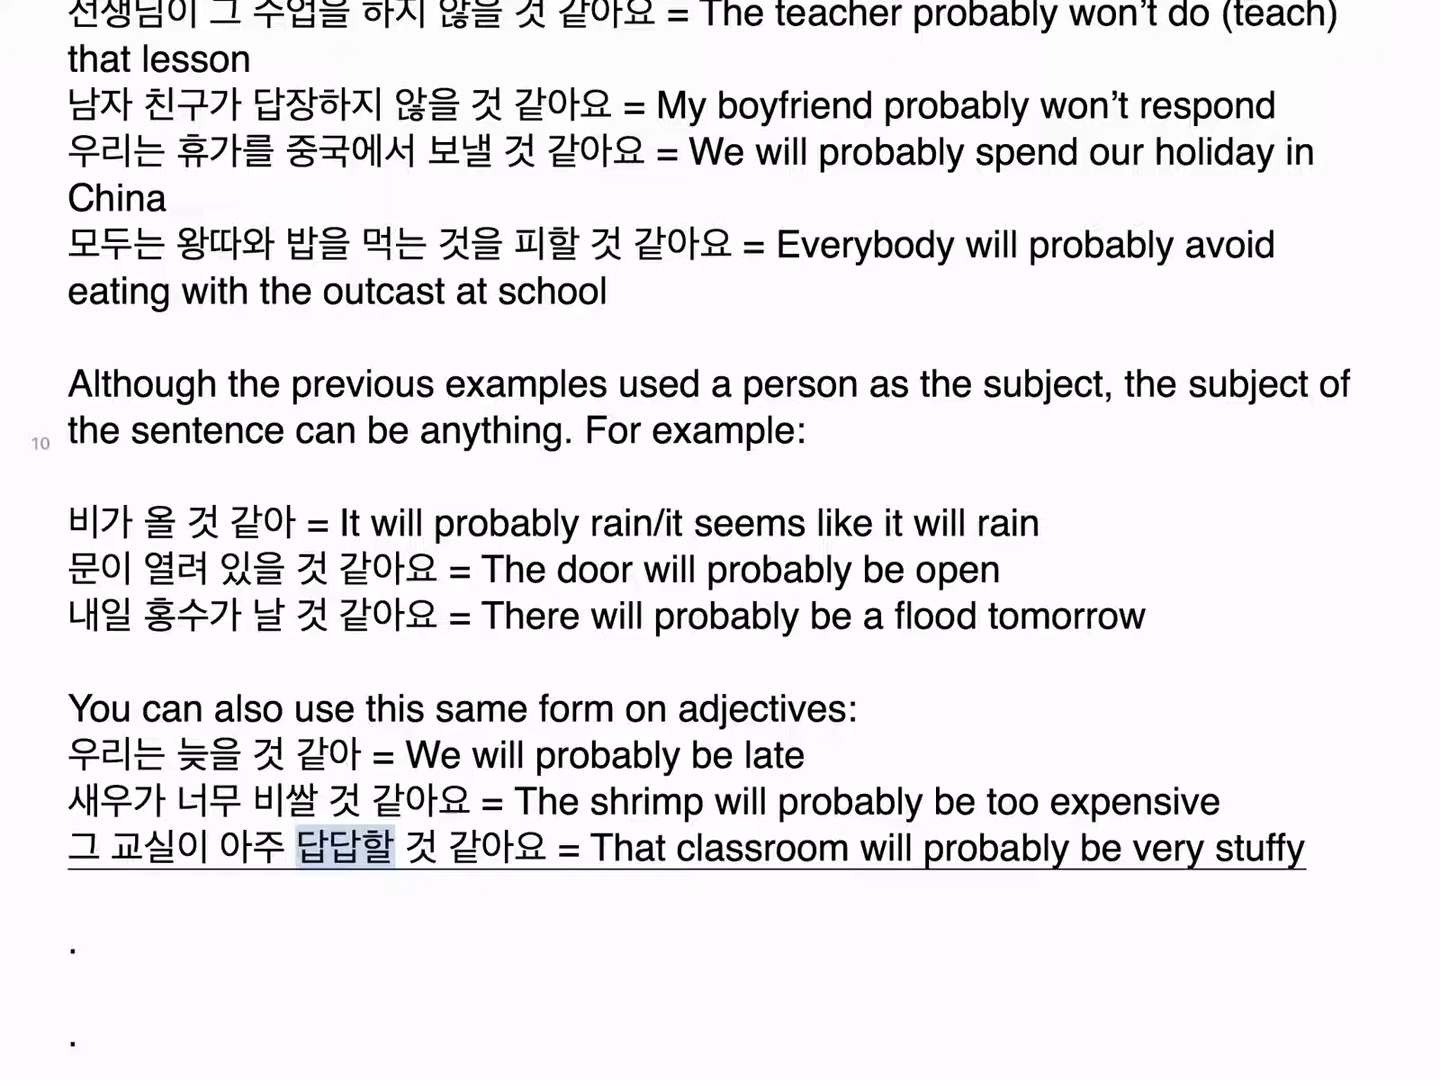 선생님이 그 수업을 하지 않을 것 같아요 = The teacher probably won’t do (teach)
that lesson
남자 친구가 답장하지 않을 것 같아요 = My boyfriend probably won’t respond
우리는 휴가를 중국에서 보낼 것 같아요 = We will probably spend our holiday in
China
모두는 왕따와 밥을 먹는 것을 피할 것 같아요 = Everybody will probably avoid
eating with the outcast at school
Although the previous examples used a person as the subject, the subject of
10 the sentence can be anything. For example:
비가 올 것 같아 = It will probably rain/it seems like it will rain
문이 열려 있을 것 같아요 = The door will probably be open
내일 홍수가 날 것 같아요 = There will probably be a flood tomorrow
You can also use this same form on adjectives:
우리는 늦을 것 같아 = We will probably be late
새우가 너무 비쌀 것 같아요 = The shrimp will probably be too expensive
그 교실이 아주 답답할 것 같아요 = That classroom will probably be very stuffy
.
.